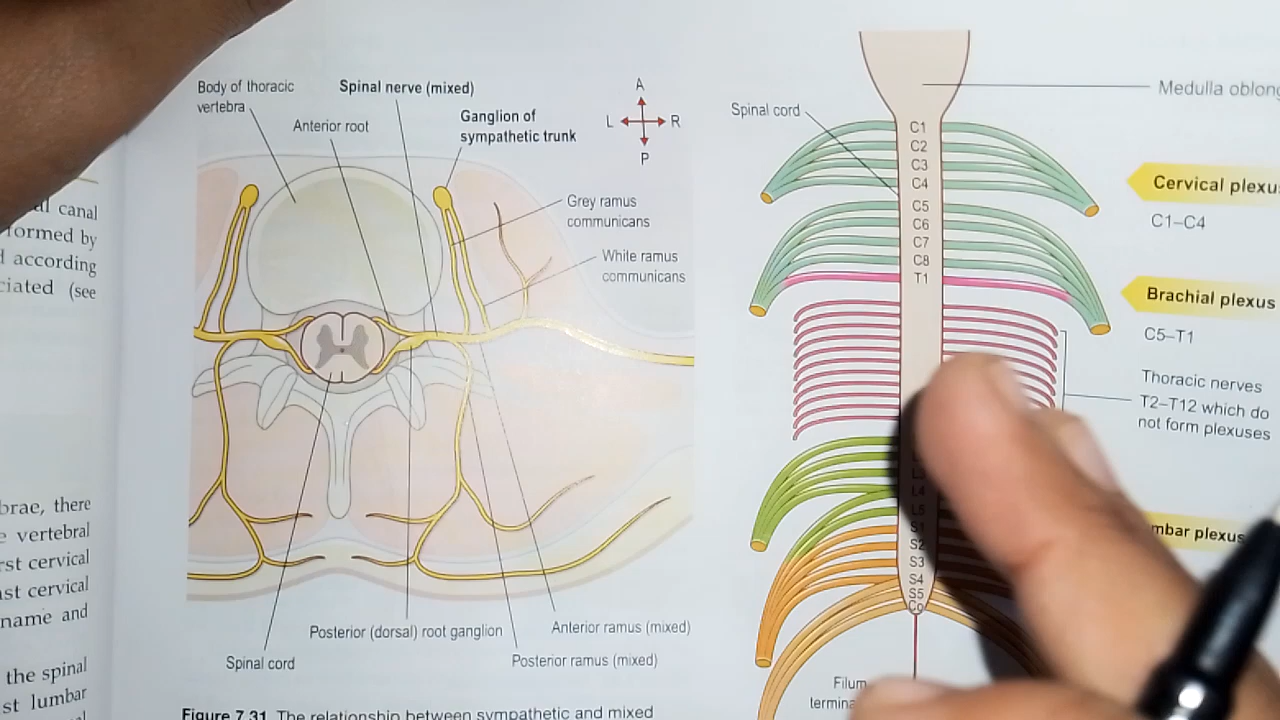 al canal
formed by
according
ciated (see
brae, there
vertebral
rst cervical
ast cervical
name and
the spinal
st lumbar
Body of thoracic
vertebra
Spinal nerve (mixed)
Anterior root
Ganglion of
sympathetic trunk
A
L R
P
Grey ramus
communicans
White ramus
communicans
Posterior (dorsal) root ganglion
Anterior ramus (mixed)
Spinal cord
Posterior ramus (mixed)
Figure 7.31 The relationship between sympathetic and mixed
Medulla oblong
Spinal cord
C1
C2
C3
C4
C5
C6
C7
C8
T1
L4
L5
S1
S2
S3
S4
S5
Co
Cervical plexu
C1–C4
Brachial plexus
C5–T1
Thoracic nerves
T2–T12 which do
not form plexuses
mbar plexu
Filum
termina